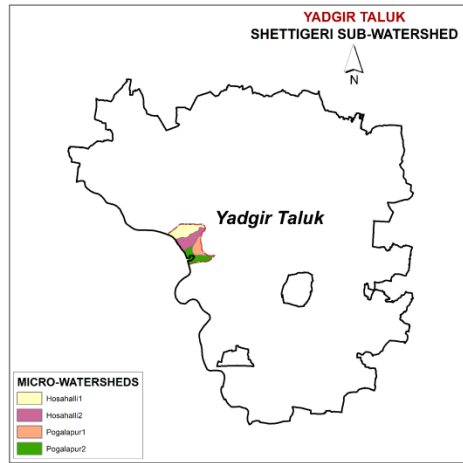 YADGIR TALUK
SHETTIGERI SUB-WATERSHED
N
Yadgir Taluk
MICRO-WATERSHEDS
Hosahalli1
Hosahalli2
Pogalapur1
Pogalapur2